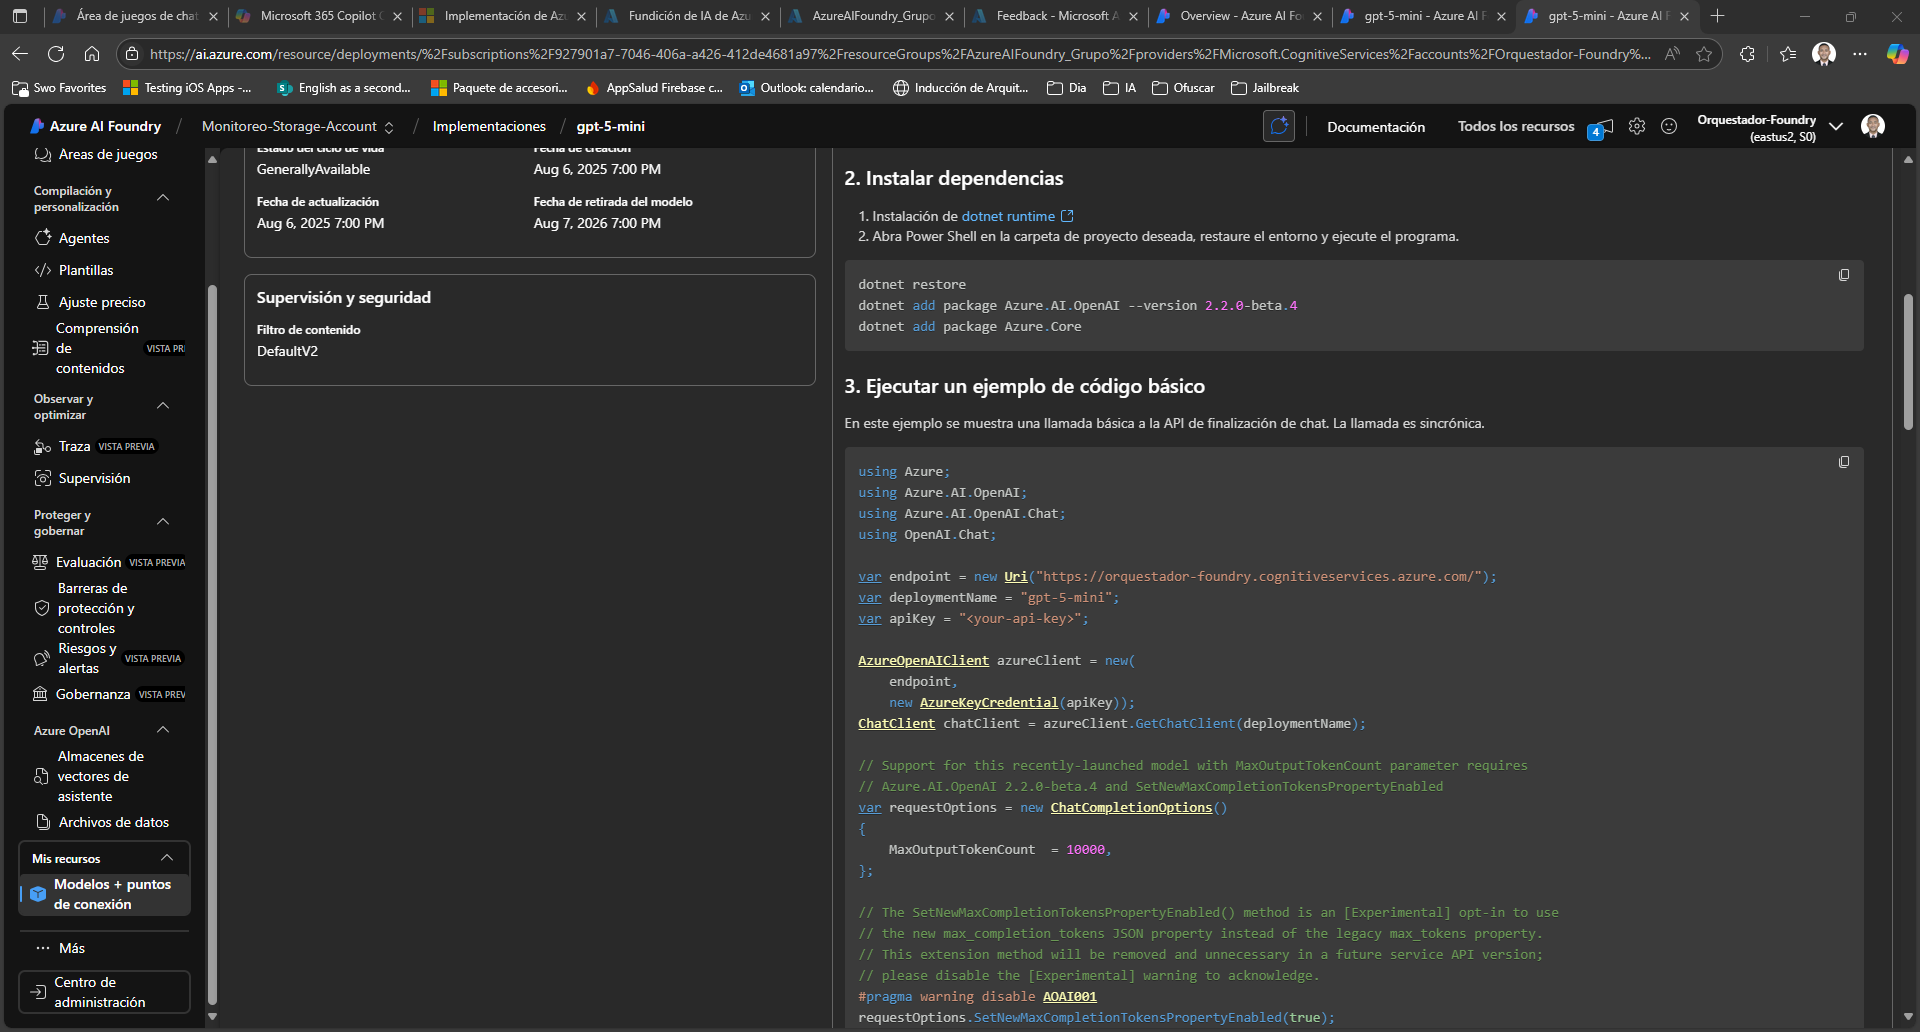 Área de juegos de chat
Microsoft 365 Copilot
Implementación de Az
Fundición de IA de Azu
AzureAIFoundry_Grupo
Feedback - Microsoft A
Overview - Azure AI Fo
gpt-5-mini - Azure AI F
gpt-5-mini - Azure AI F
https://ai.azure.com/resource/deployments/%2Fsubscriptions%2F927901a7-7046-406a-a426-412de4681a97%2FresourceGroups%2FAzureAIFoundry_Grupo%2Fproviders%2FMicrosoft.CognitiveServices%2Faccounts%2FOrquestador-Foundry%...
Swo Favorites
Testing iOS Apps -...
English as a second...
Paquete de accesori...
AppSalud Firebase c...
Outlook: calendario...
Inducción de Arquit...
Dia
IA
Ofuscar
Jailbreak
Azure AI Foundry / Monitoreo-Storage-Account / Implementaciones / gpt-5-mini
Documentación
Todos los recursos
4
Orquestador-Foundry
(eastus2, S0)
Áreas de juegos
Compilación y
personalización
Agentes
Plantillas
Ajuste preciso
Comprensión
de
contenidos
VISTA PRE
Observar y
optimizar
Traza VISTA PREVIA
Supervisión
Proteger y
gobernar
Evaluación VISTA PREVIA
Barreras de
protección y
controles
Riesgos y
alertas
VISTA PREVIA
Gobernanza VISTA PREV
Azure OpenAI
Almacenes de
vectores de
asistente
Archivos de datos
Mis recursos
Modelos + puntos
de conexión
Más
Centro de
administración
Estado del ciclo de vida
GenerallyAvailable
Fecha de creación
Aug 6, 2025 7:00 PM
Fecha de actualización
Aug 6, 2025 7:00 PM
Fecha de retirada del modelo
Aug 7, 2026 7:00 PM
Supervisión y seguridad
Filtro de contenido
DefaultV2
2. Instalar dependencias
1. Instalación de dotnet runtime
2. Abra Power Shell en la carpeta de proyecto deseada, restaure el entorno y ejecute el programa.
dotnet restore
dotnet add package Azure.AI.OpenAI --version 2.2.0-beta.4
dotnet add package Azure.Core
3. Ejecutar un ejemplo de código básico
En este ejemplo se muestra una llamada básica a la API de finalización de chat. La llamada es sincrónica.
using Azure;
using Azure.AI.OpenAI;
using Azure.AI.OpenAI.Chat;
using OpenAI.Chat;
var endpoint = new Uri("https://orquestador-foundry.cognitiveservices.azure.com/");
var deploymentName = "gpt-5-mini";
var apiKey = "<your-api-key>";
AzureOpenAIClient azureClient = new(
endpoint,
new AzureKeyCredential(apiKey));
ChatClient chatClient = azureClient.GetChatClient(deploymentName);
// Support for this recently-launched model with MaxOutputTokenCount parameter requires
// Azure.AI.OpenAI 2.2.0-beta.4 and SetNewMaxCompletionTokensPropertyEnabled
var requestOptions = new ChatCompletionOptions()
{
MaxOutputTokenCount = 10000,
};
// The SetNewMaxCompletionTokensPropertyEnabled() method is an [Experimental] opt-in to use
// the new max_completion_tokens JSON property instead of the legacy max_tokens property.
// This extension method will be removed and unnecessary in a future service API version;
// please disable the [Experimental] warning to acknowledge.
#pragma warning disable AOAI001
requestOptions.SetNewMaxCompletionTokensPropertyEnabled(true);